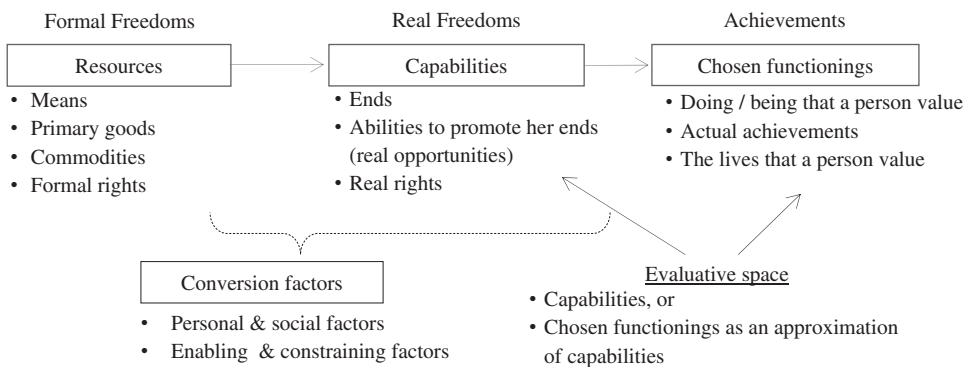 Formal Freedoms
Real Freedoms
Achievements
Resources
Capabilities
Chosen functionings
• Means
• Primary goods
• Commodities
• Formal rights
• Ends
• Abilities to promote her ends
(real opportunities)
• Real rights
• Doing / being that a person value
• Actual achievements
• The lives that a person value
Conversion factors
• Personal & social factors
• Enabling & constraining factors
Evaluative space
• Capabilities, or
• Chosen functionings as an approximation
of capabilities